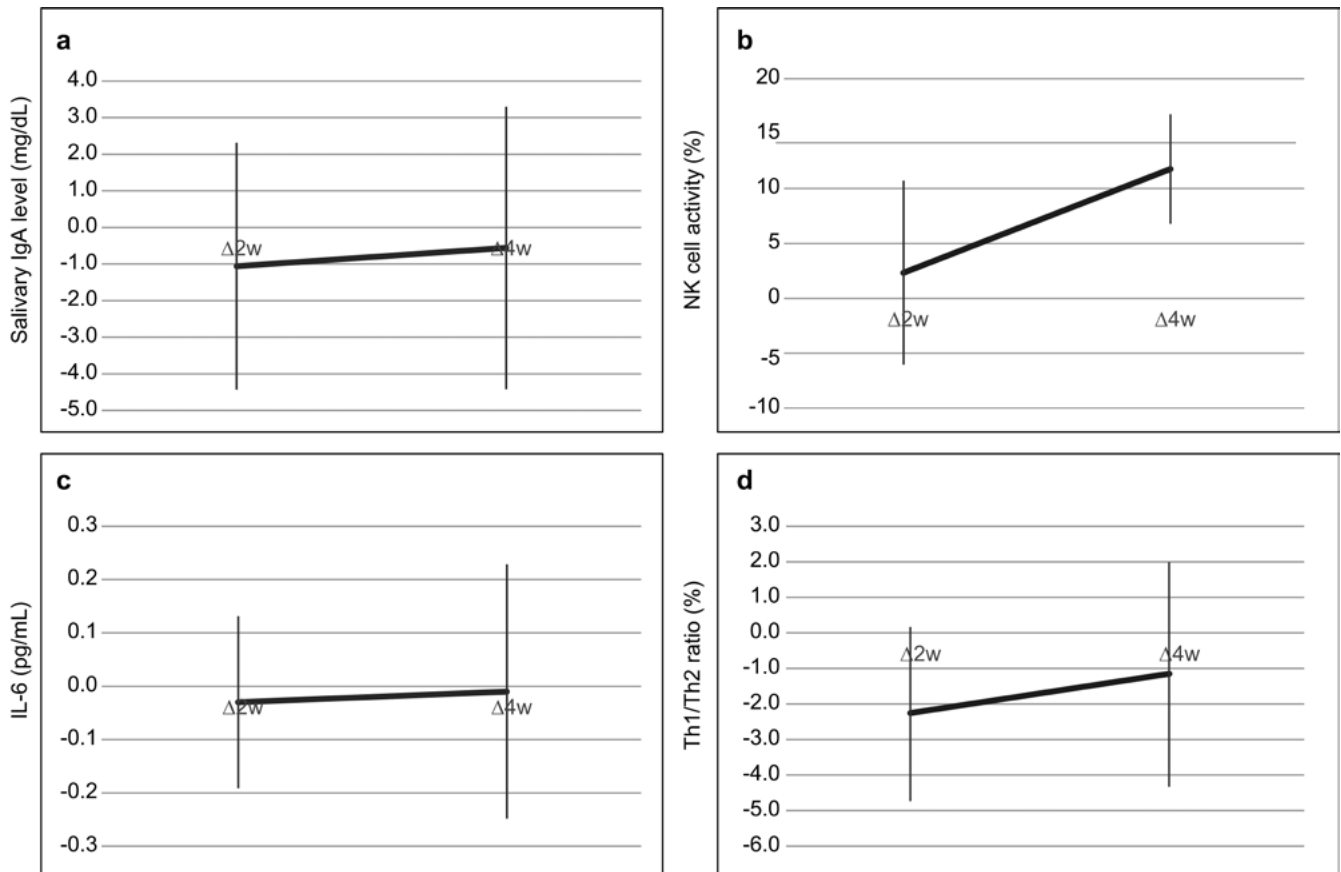 a
Salivary IgA level (mg/dL)
4.0
3.0
2.0
1.0
0.0
-1.0
-2.0
-3.0
-4.0
-5.0
Δ2w
Δ4w
b
NK cell activity (%)
20
15
10
5
0
-5
-10
Δ2w
Δ4w
c
IL-6 (pg/mL)
0.3
0.2
0.1
0.0
-0.1
-0.2
-0.3
Δ2w
Δ4w
d
Th1/Th2 ratio (%)
3.0
2.0
1.0
0.0
-1.0
-2.0
-3.0
-4.0
-5.0
-6.0
Δ2w
Δ4w